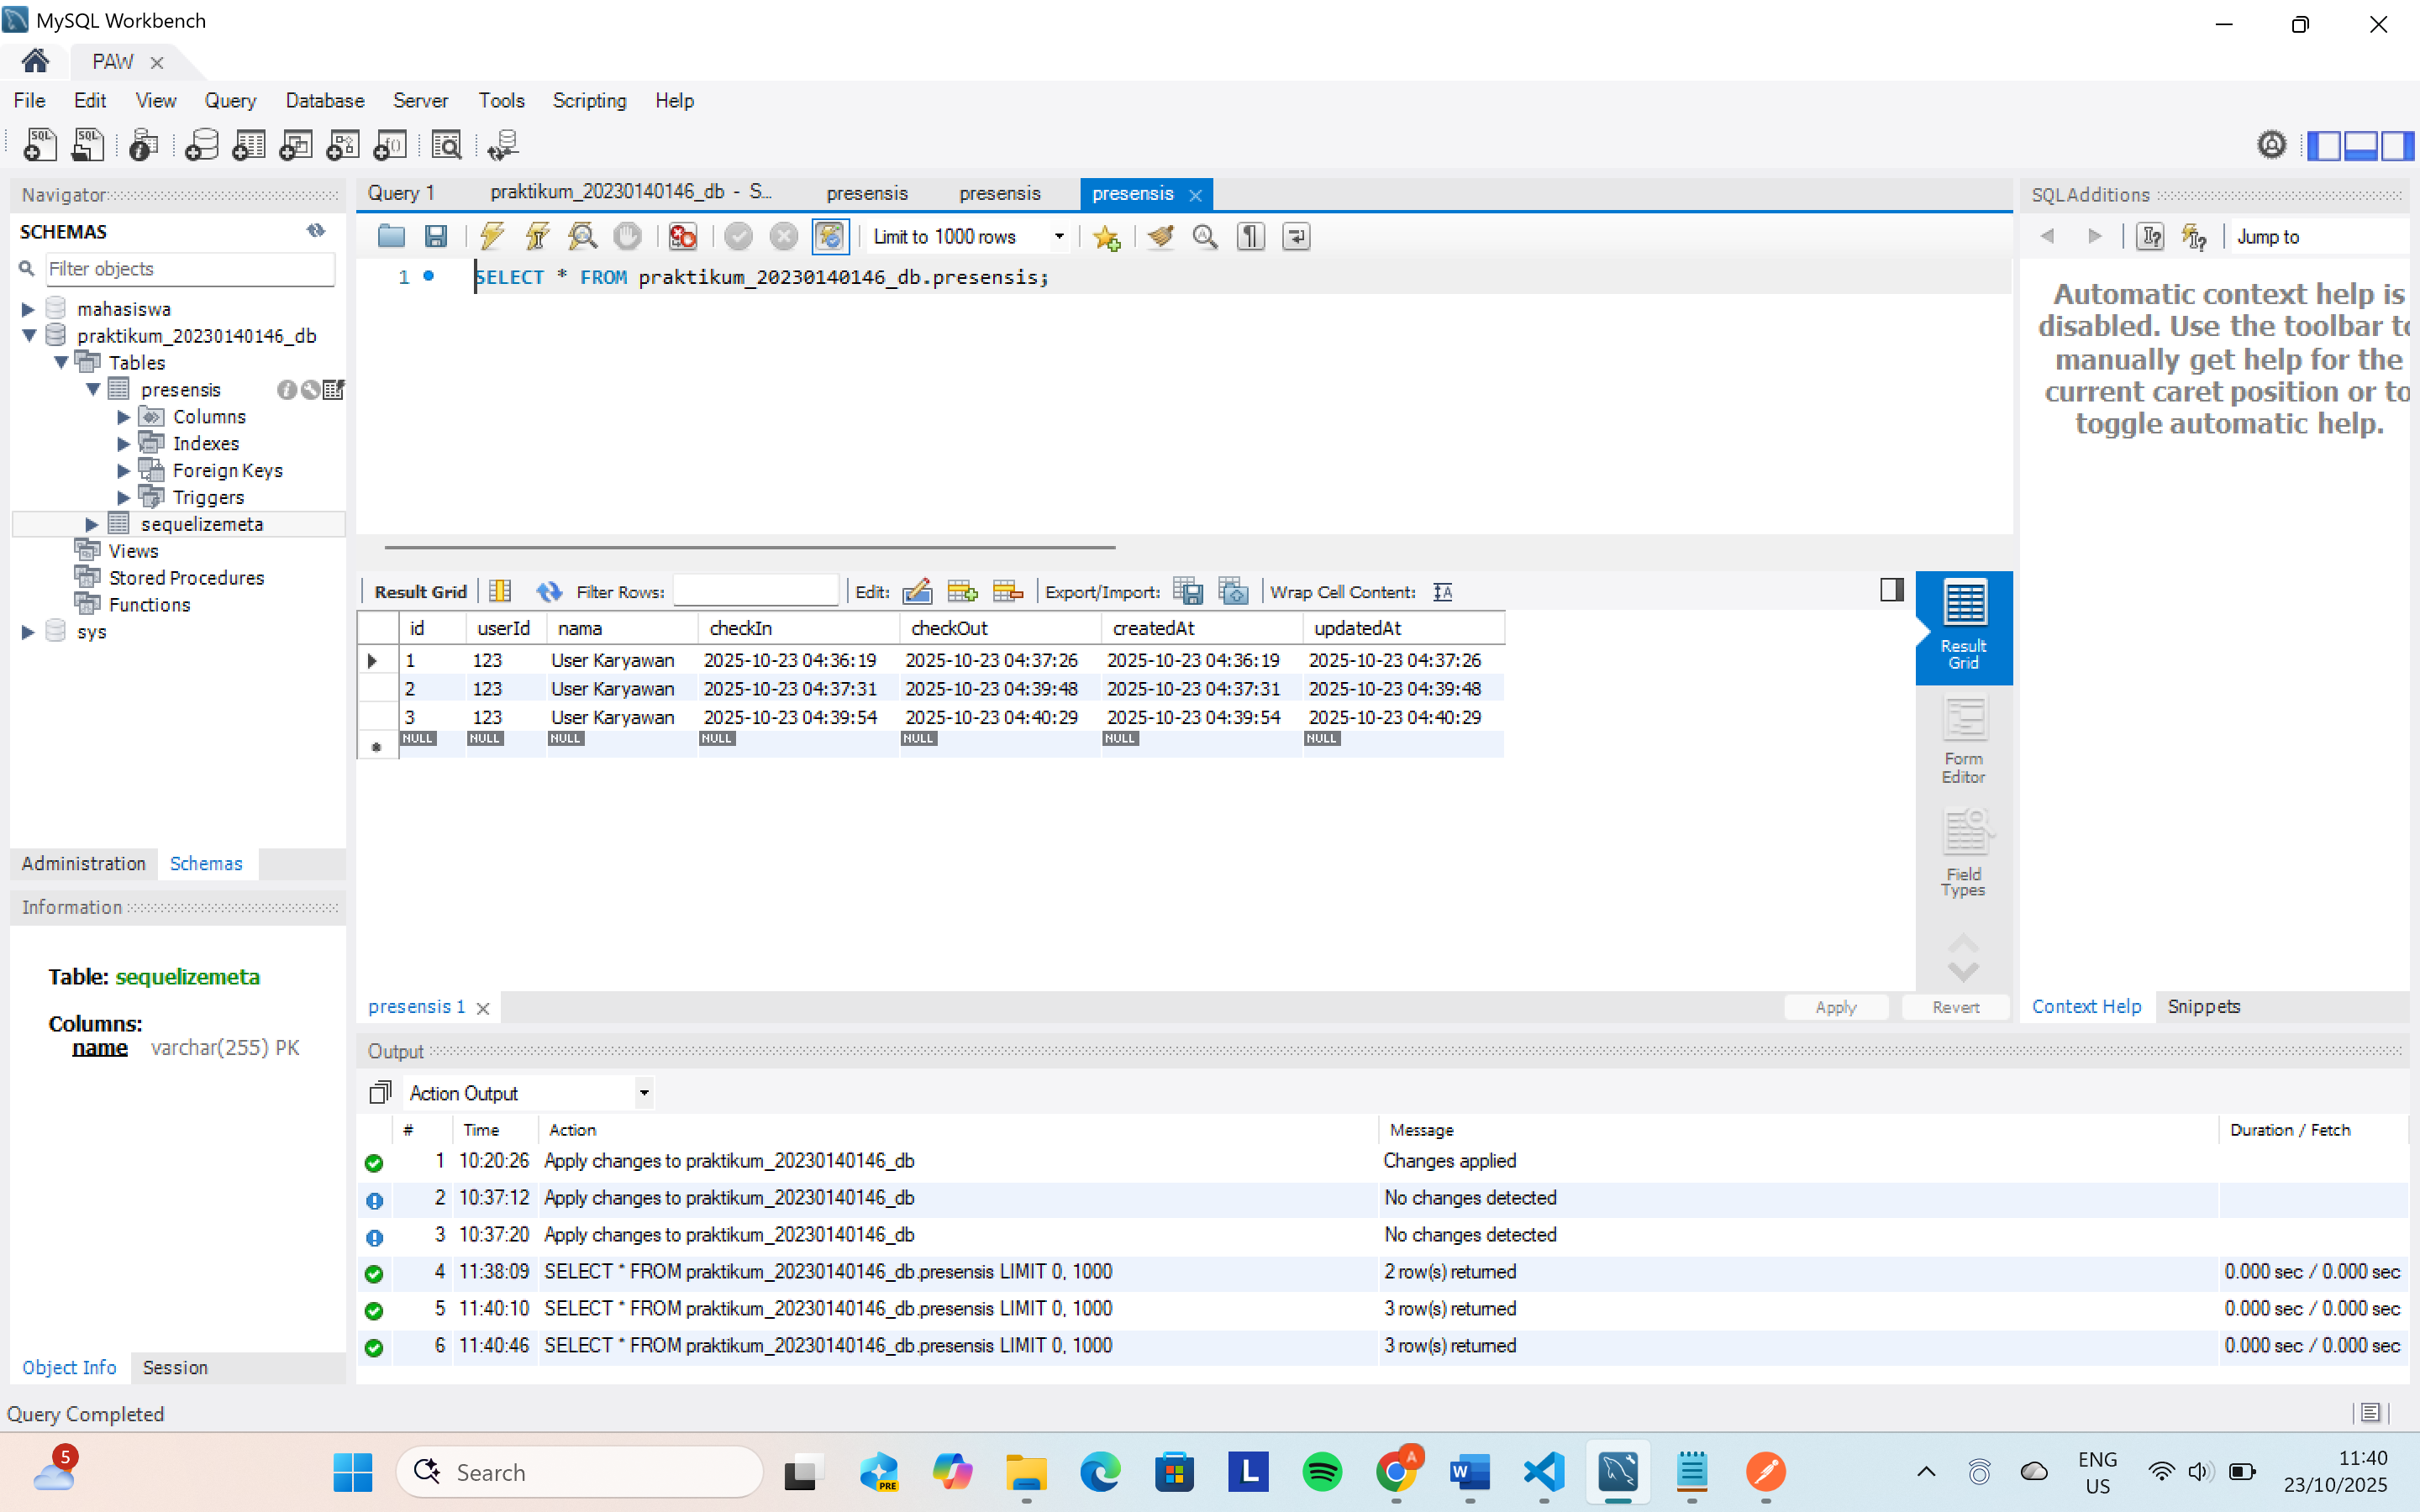 MySQL Workbench
PAW
File Edit View Query Database Server Tools Scripting Help
Navigator
SCHEMAS
Filter objects
mahasiswa
praktikum_20230140146_db
Tables
presensis
Columns
Indexes
Foreign Keys
Triggers
sequelizemeta
Views
Stored Procedures
Functions
sys
Administration Schemas
Information
Table: sequelizemeta
Columns:
name varchar(255) PK
Object Info Session
Query 1 praktikum_20230140146_db - S... presensis presensis presensis
Limit to 1000 rows
1 SELECT * FROM praktikum_20230140146_db.presensis;
Result Grid Filter Rows: Edit: Export/Import: Wrap Cell Content:
id userId nama checkIn checkOut createdAt updatedAt
1 123 User Karyawan 2025-10-23 04:36:19 2025-10-23 04:37:26 2025-10-23 04:36:19 2025-10-23 04:37:26
2 123 User Karyawan 2025-10-23 04:37:31 2025-10-23 04:39:48 2025-10-23 04:37:31 2025-10-23 04:39:48
3 123 User Karyawan 2025-10-23 04:39:54 2025-10-23 04:40:29 2025-10-23 04:39:54 2025-10-23 04:40:29
NULL NULL NULL NULL NULL NULL NULL
Result
Grid
Form
Editor
Field
Types
presensis 1
Apply Revert
SQLAdditions
Jump to
Automatic context help is
disabled. Use the toolbar to
manually get help for the
current caret position or to
toggle automatic help.
Context Help Snippets
Output
Action Output
# Time Action Message Duration / Fetch
1 10:20:26 Apply changes to praktikum_20230140146_db Changes applied
2 10:37:12 Apply changes to praktikum_20230140146_db No changes detected
3 10:37:20 Apply changes to praktikum_20230140146_db No changes detected
4 11:38:09 SELECT * FROM praktikum_20230140146_db.presensis LIMIT 0, 1000 2 row(s) returned 0.000 sec / 0.000 sec
5 11:40:10 SELECT * FROM praktikum_20230140146_db.presensis LIMIT 0, 1000 3 row(s) returned 0.000 sec / 0.000 sec
6 11:40:46 SELECT * FROM praktikum_20230140146_db.presensis LIMIT 0, 1000 3 row(s) returned 0.000 sec / 0.000 sec
Query Completed
5
Search
PRE
L
A
W
ENG
US
11:40
23/10/2025